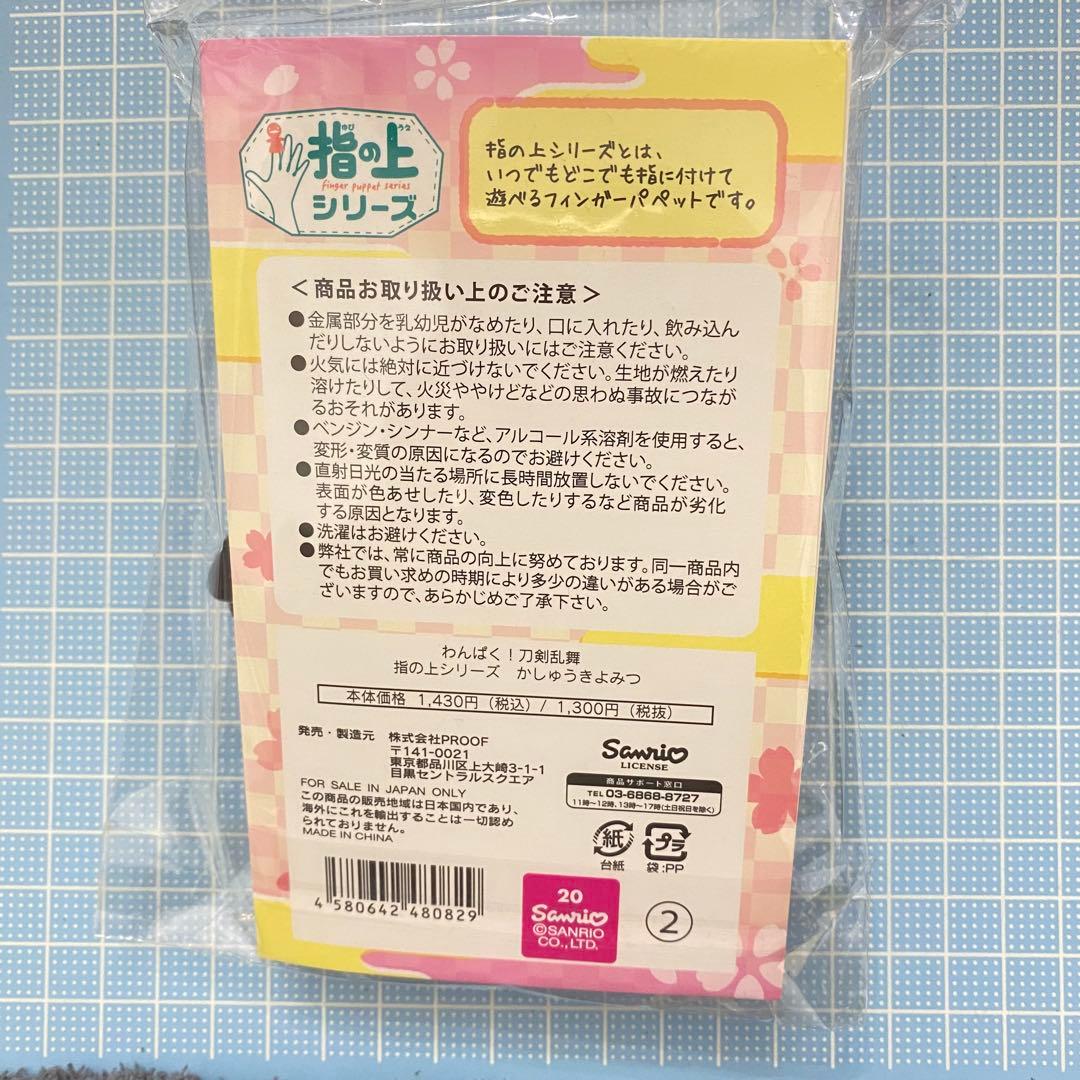 指の上
ゆび うえ
finger puppet series
シリーズ
指の上シリーズとは、
いつでもどこでも指に付けて
遊べるフィンガーパペットです。
＜商品お取り扱い上のご注意＞
●金属部分を乳幼児がなめたり、口に入れたり、飲み込ん
だりしないようにお取り扱いにはご注意ください。
●火気には絶対に近づけないでください。生地が燃えたり
溶けたりして、火災ややけどなどの思わぬ事故につなが
るおそれがあります。
●ベンジン・シンナーなど、アルコール系溶剤を使用すると、
変形・変質の原因になるのでお避けください。
●直射日光の当たる場所に長時間放置しないでください。
表面が色あせしたり、変色したりするなど商品が劣化
する原因となります。
●洗濯はお避けください。
●弊社では、常に商品の向上に努めております。同一商品内
でもお買い求めの時期により多少の違いがある場合がご
ざいますので、あらかじめご了承下さい。
わんぱく！刀剣乱舞
指の上シリーズ　かしゅうきよみつ
本体価格 1,430円（税込）/ 1,300円（税抜）
発売・製造元 株式会社PROOF
〒141-0021
東京都品川区上大崎3-1-1
目黒セントラルスクエア
FOR SALE IN JAPAN ONLY
この商品の販売地域は日本国内であり、
海外にこれを輸出することは一切認め
られておりません。
MADE IN CHINA
Sanrio
LICENSE
商品サポート窓口
TEL 03-6868-8727
11時〜12時、13時〜17時（土日祝日を除く）
紙
台紙
プラ
袋:PP
4 580642 480829
20
Sanrio
©SANRIO
CO.,LTD.
②